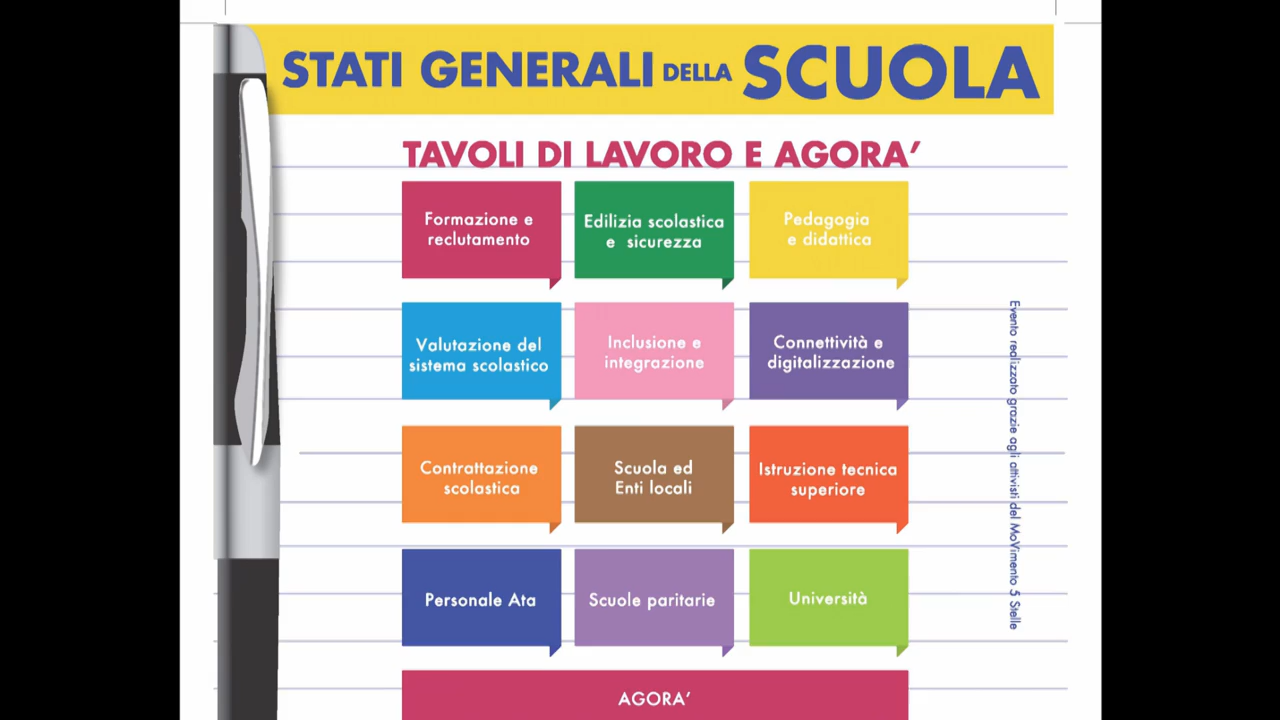 STATI GENERALI DELLA SCUOLA
TAVOLI DI LAVORO E AGORA'
Formazione e
reclutamento
Edilizia scolastica
e sicurezza
Pedagogia
e didattica
Valutazione del
sistema scolastico
Inclusione e
integrazione
Connettività e
digitalizzazione
Contrattazione
scolastica
Scuola ed
Enti locali
Istruzione tecnica
superiore
Personale Ata
Scuole paritarie
Università
AGORA'
Evento realizzato grazie agli attivisti del MoVimento 5 Stelle